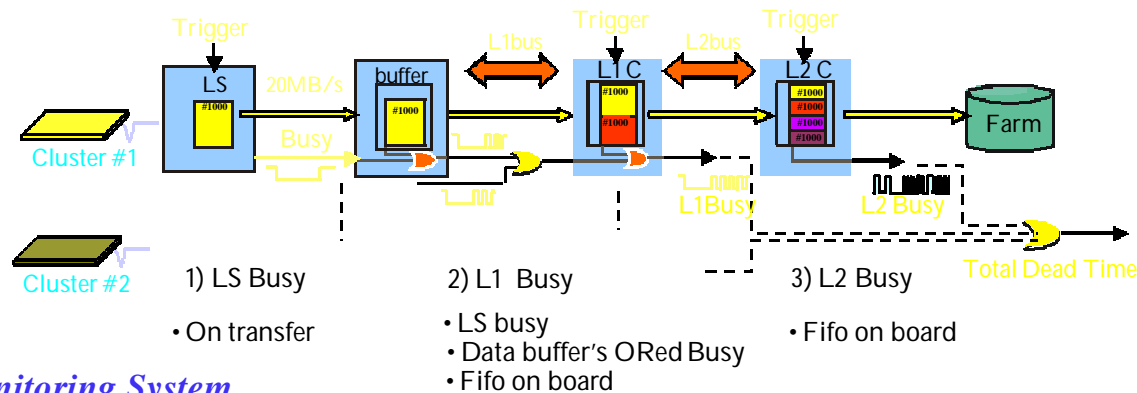 Trigger
Trigger
Trigger
L1bus
L2bus
LS
buffer
L1 C
L2 C
20MB/s
#1000
#1000
#1000
#1000
#1000
#1000
#1000
#1000
Farm
Busy
Cluster #1
L1Busy
L2 Busy
Cluster #2
Total Dead Time
1) LS Busy
2) L1 Busy
3) L2 Busy
• On transfer
• LS busy
• Fifo on board
• Data buffer's ORed Busy
• Fifo on board
nitoring System